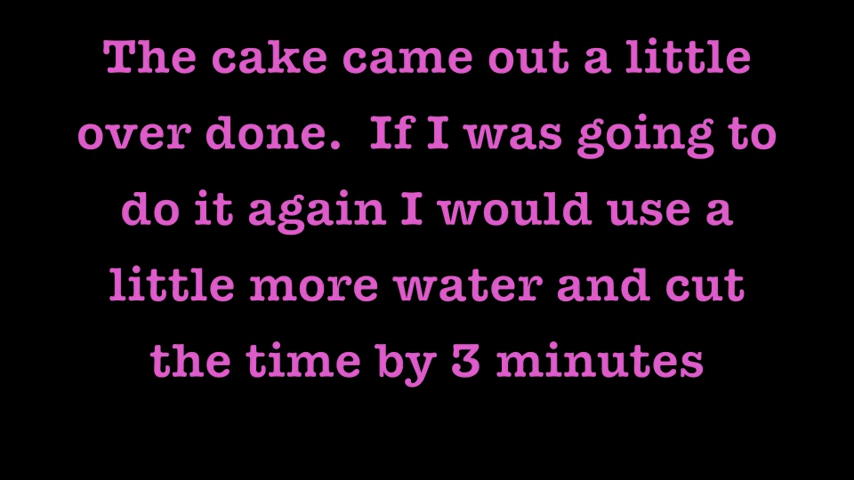 The cake came out a little
over done.  If I was going to
do it again I would use a
little more water and cut
the time by 3 minutes